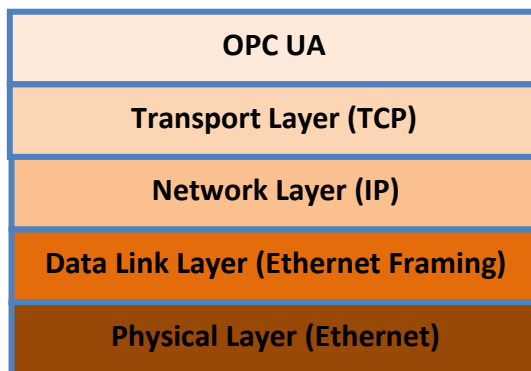 OPC UA
Transport Layer (TCP)
Network Layer (IP)
Data Link Layer (Ethernet Framing)
Physical Layer (Ethernet)